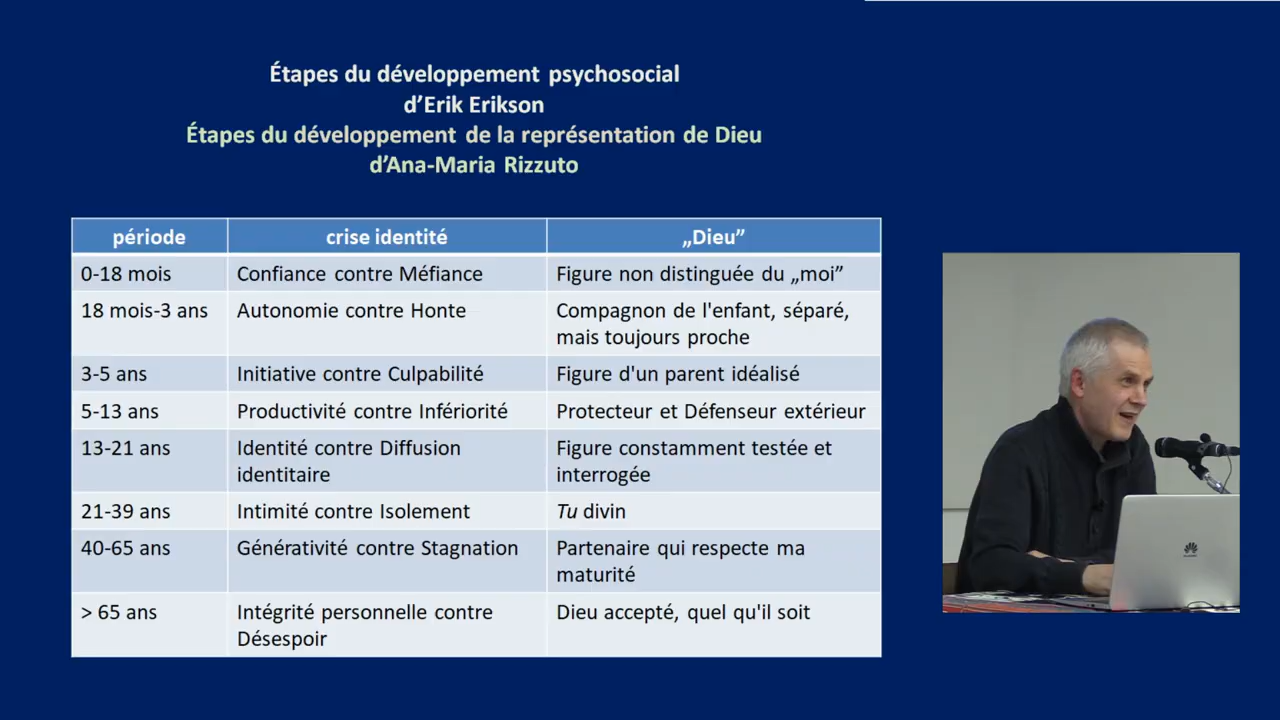 Étapes du développement psychosocial
d’Erik Erikson
Étapes du développement de la représentation de Dieu
d’Ana-Maria Rizzuto
période crise identité „Dieu”
0-18 mois Confiance contre Méfiance Figure non distinguée du „moi”
18 mois-3 ans Autonomie contre Honte Compagnon de l'enfant, séparé,
mais toujours proche
3-5 ans Initiative contre Culpabilité Figure d'un parent idéalisé
5-13 ans Productivité contre Infériorité Protecteur et Défenseur extérieur
13-21 ans Identité contre Diffusion Figure constamment testée et
identitaire interrogée
21-39 ans Intimité contre Isolement Tu divin
40-65 ans Générativité contre Stagnation Partenaire qui respecte ma
maturité
> 65 ans Intégrité personnelle contre Dieu accepté, quel qu'il soit
Désespoir